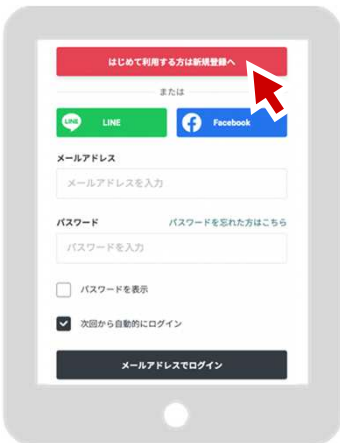 はじめて利用する方は新規登録へ
または
LINE LINE
Facebook
メールアドレス
メールアドレスを入力
パスワード パスワードを忘れた方はこちら
パスワードを入力
パスワードを表示
次回から自動的にログイン
メールアドレスでログイン